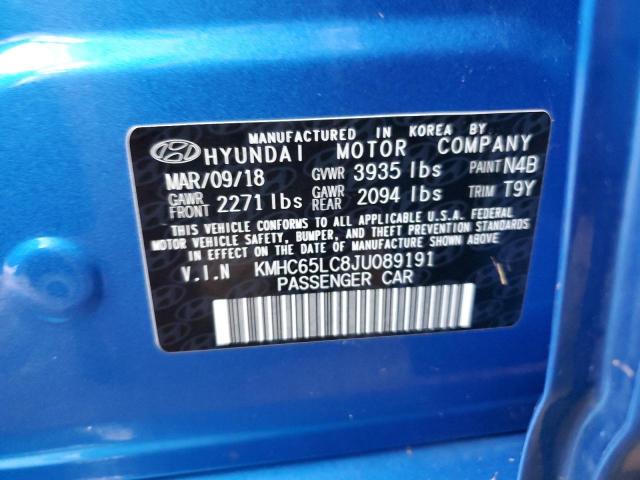 MANUFACTURED IN KOREA BY
HYUNDAI MOTOR COMPANY
MAR/09/18 GVWR 3935 lbs PAINT N4B
GAWR FRONT 2271 lbs GAWR REAR 2094 lbs TRIM T9Y
THIS VEHICLE CONFORMS TO ALL APPLICABLE U.S.A. FEDERAL
MOTOR VEHICLE SAFETY, BUMPER, AND THEFT PREVENTION STANDARDS
IN EFFECT ON THE DATE OF MANUFACTURE SHOWN ABOVE.
V.I.N KMHC65LC8JU089191
PASSENGER CAR